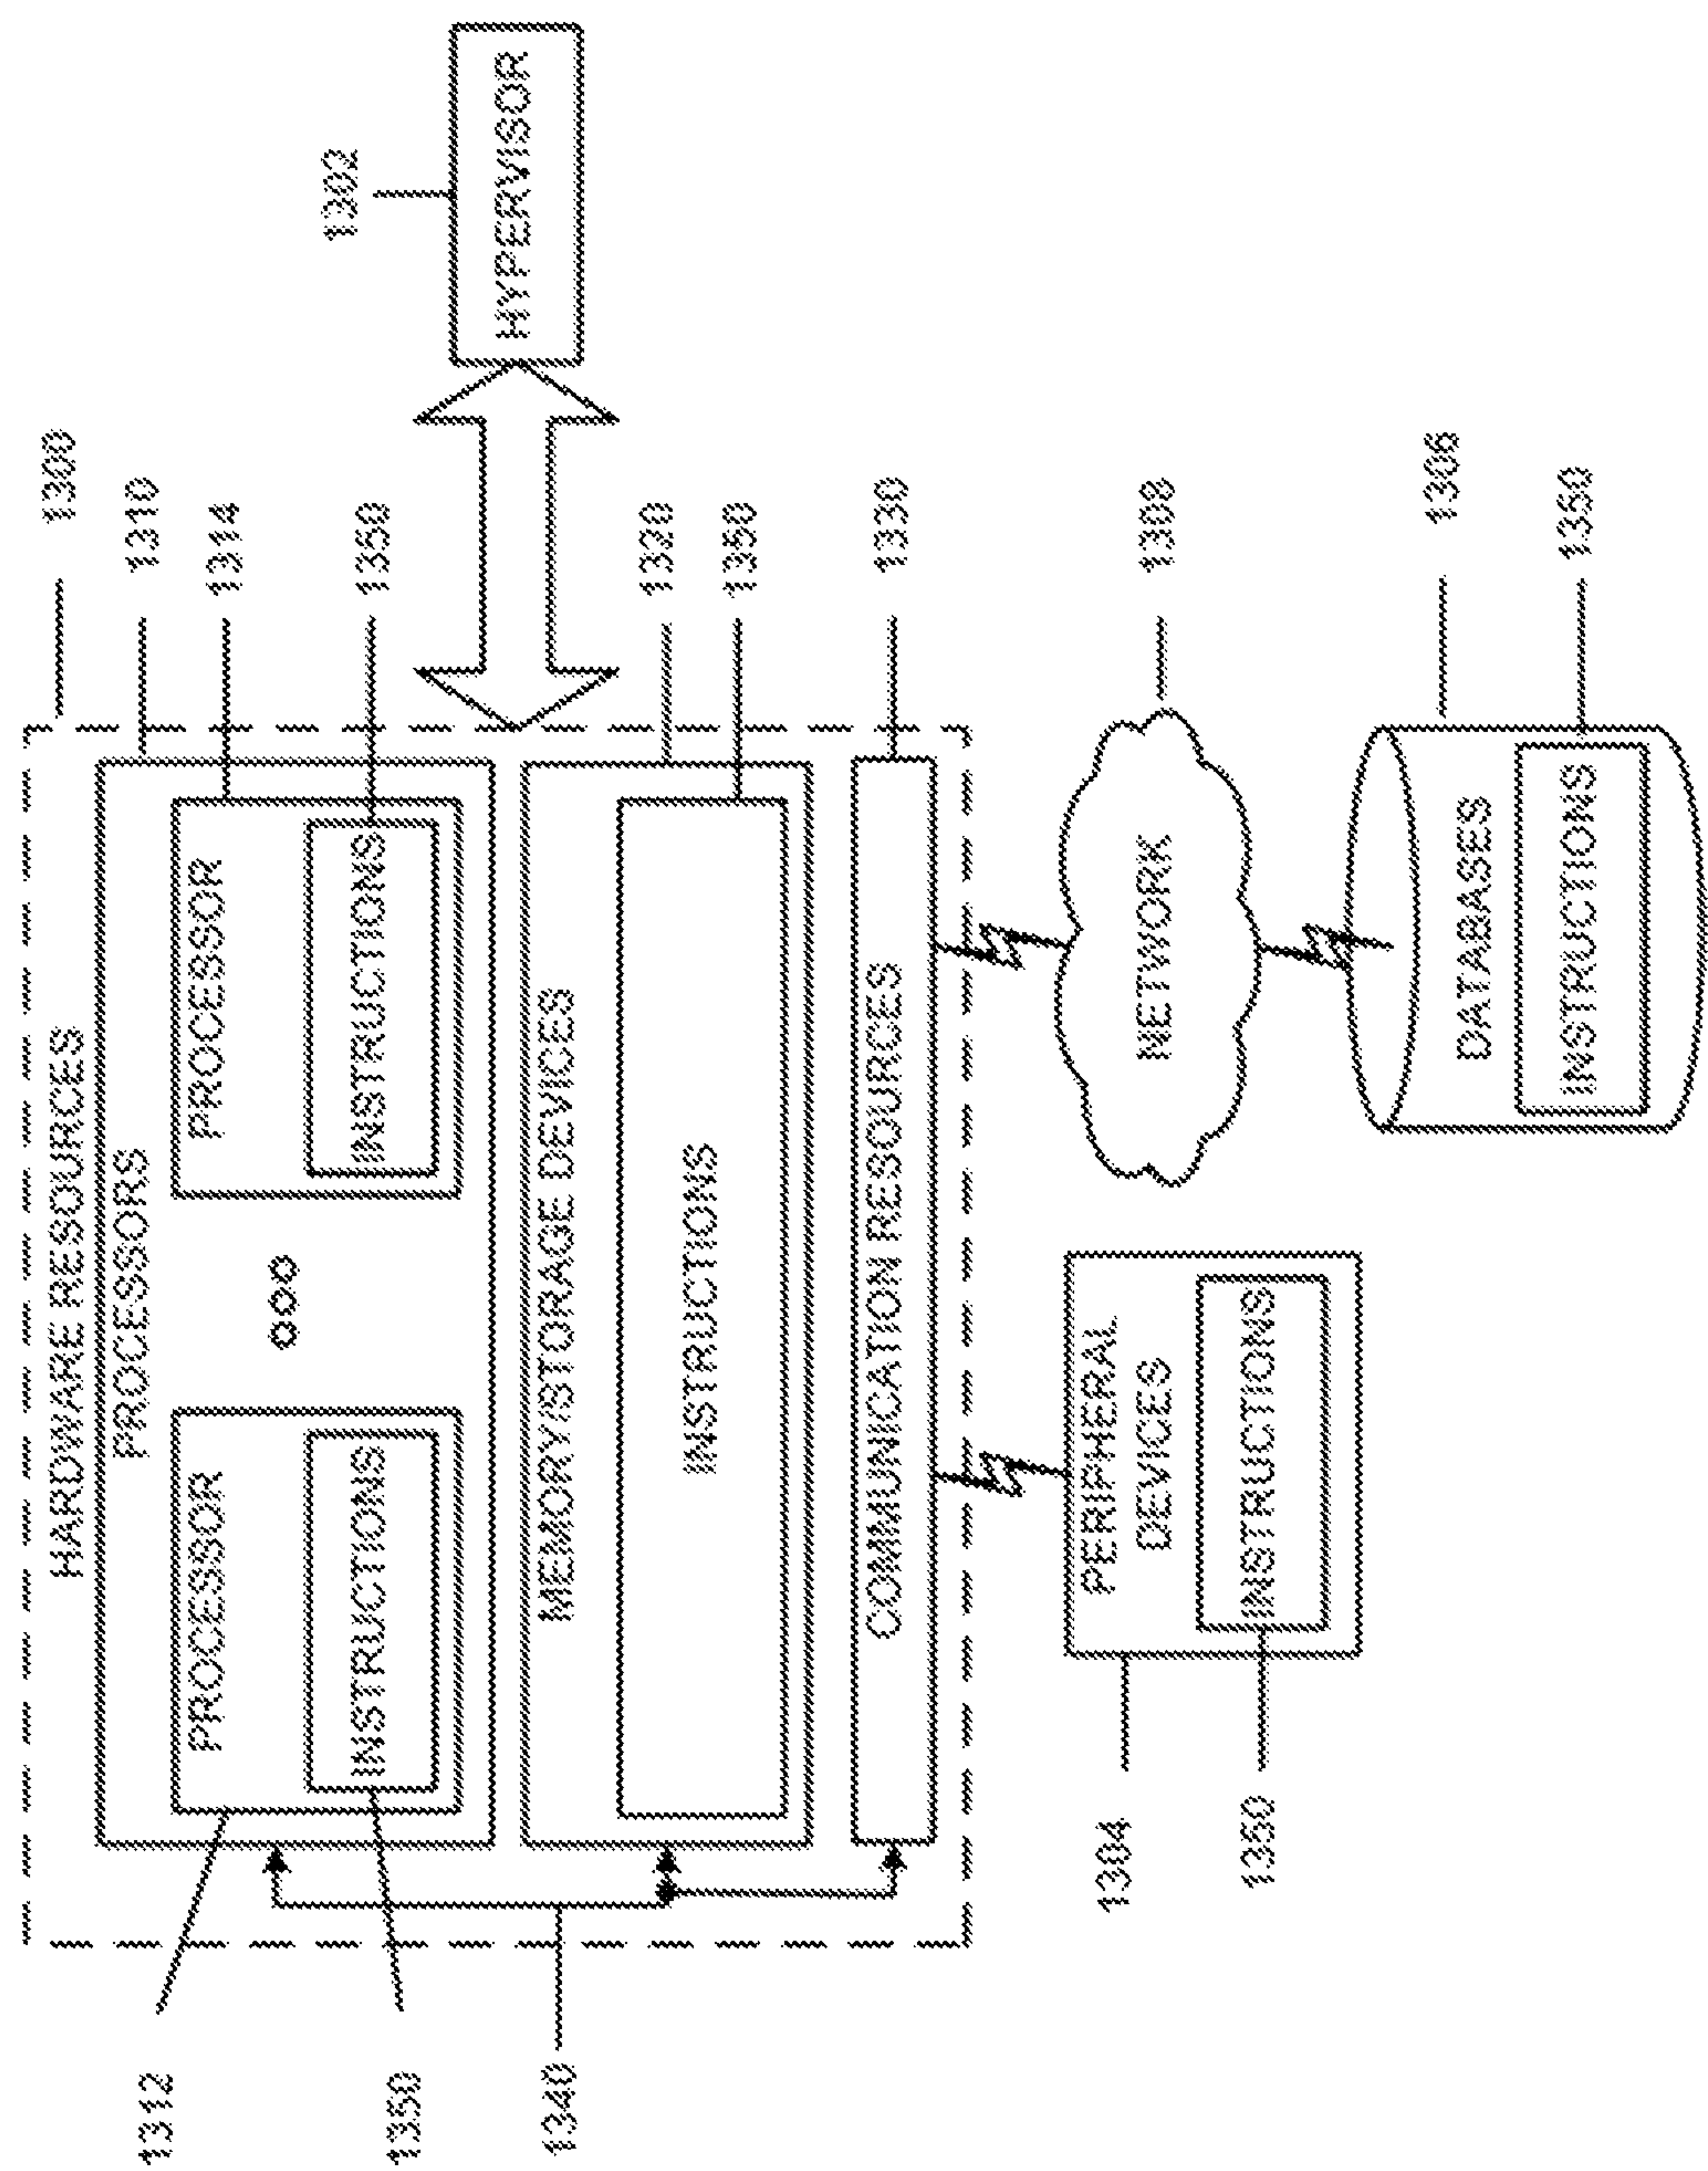 HARDWARE RESOURCES
1300
PROCESSORS
1310
PROCESSOR
PROCESSOR
1312
1314
INSTRUCTIONS
INSTRUCTIONS
1350
1350
HYPERVISOR
1302
MEMORY/STORAGE DEVICES
1320
INSTRUCTIONS
1350
1340
COMMUNICATION RESOURCES
1330
PERIPHERAL
DEVICES
1304
INSTRUCTIONS
1350
NETWORK
1308
DATABASES
1306
INSTRUCTIONS
1350